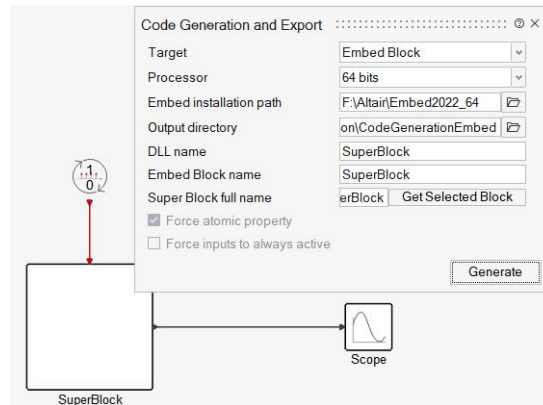 Code Generation and Export
Target Embed Block
Processor 64 bits
Embed installation path F:\Altair\Embed2022_64
Output directory on\CodeGenerationEmbed
DLL name SuperBlock
Embed Block name SuperBlock
Super Block full name erBlock Get Selected Block
Force atomic property
Force inputs to always active
Generate
1
0
Scope
SuperBlock